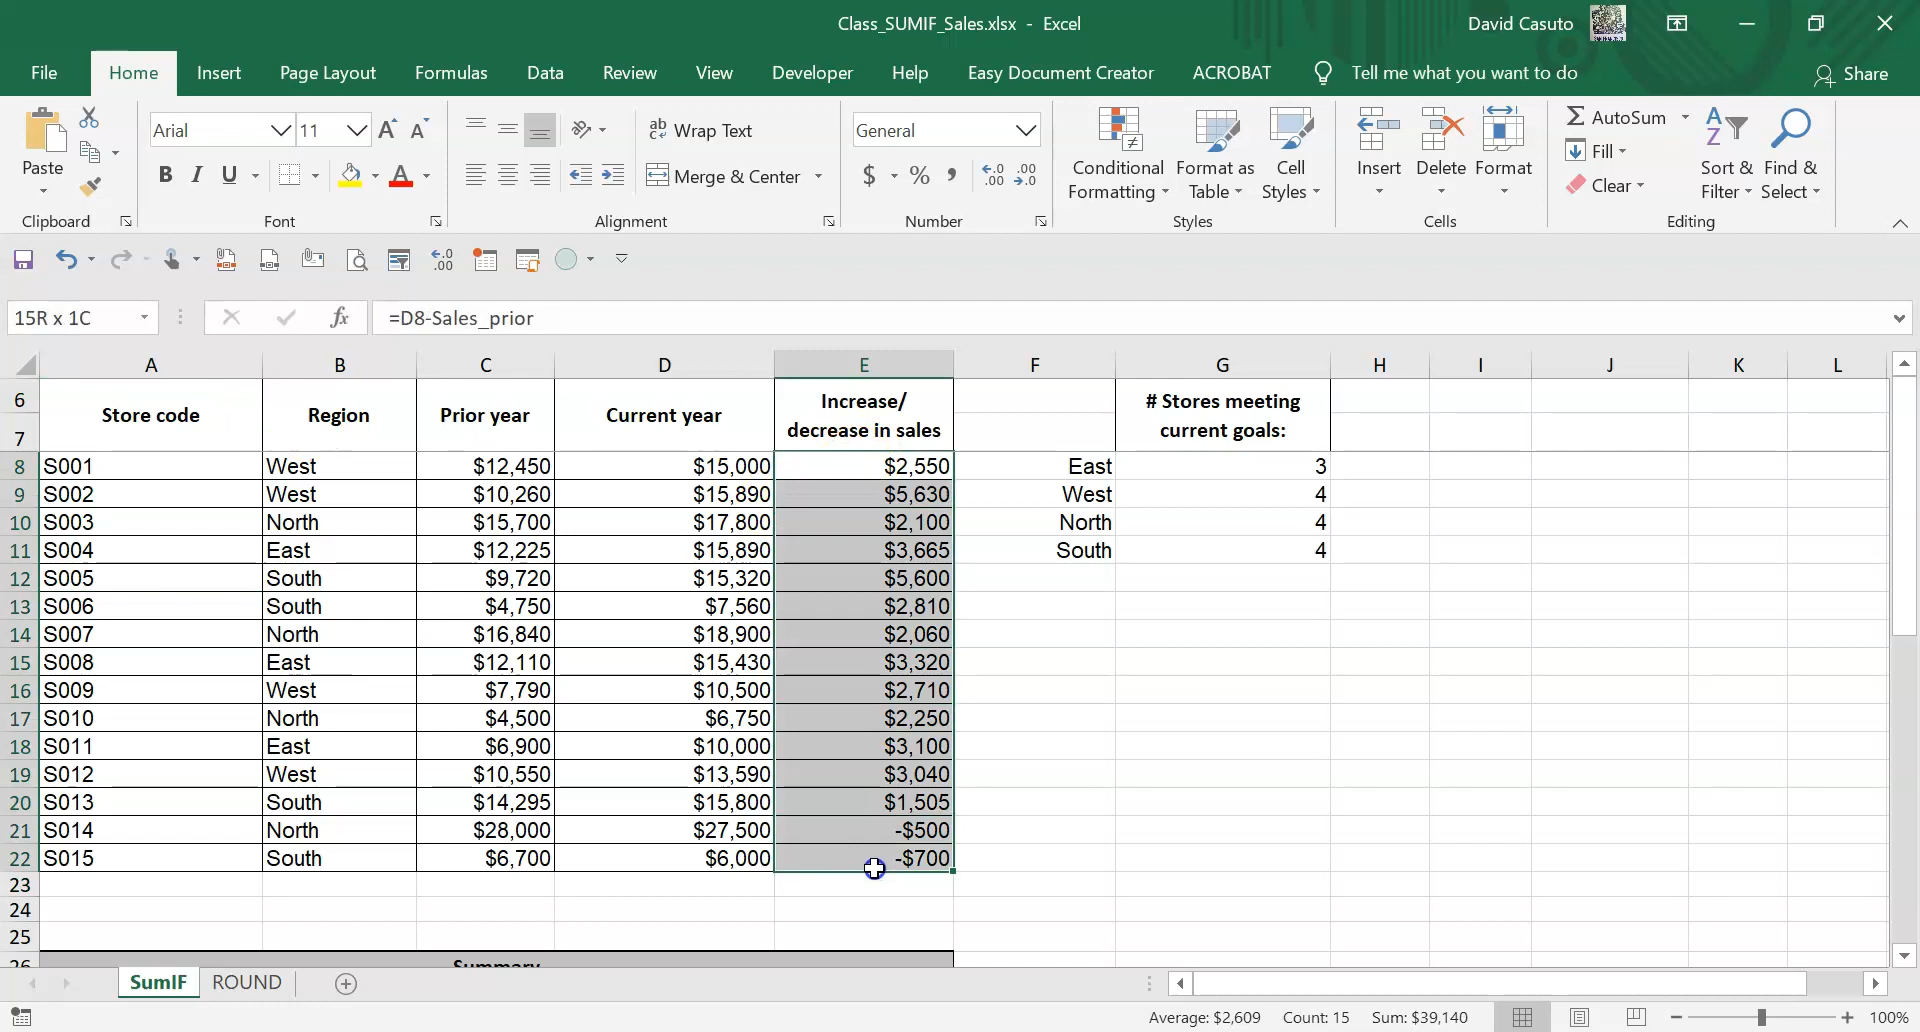 Class_SUMIF_Sales.xlsx - Excel
David Casuto
File Home Insert Page Layout Formulas Data Review View Developer Help Easy Document Creator ACROBAT Tell me what you want to do Share
Paste
Clipboard
Arial 11
B I U A
Font
Wrap Text
Merge & Center
Alignment
General
$ % ,
Number
Conditional Formatting
Format as Table
Cell Styles
Styles
Insert Delete Format
Cells
AutoSum
Fill
Clear
Sort & Filter
Find & Select
Editing
15R x 1C fx =D8-Sales_prior
A B C D E F G H I J K L
6 7 Store code Region Prior year Current year Increase/ decrease in sales # Stores meeting current goals:
8 S001 West $12,450 $15,000 $2,550 East 3
9 S002 West $10,260 $15,890 $5,630 West 4
10 S003 North $15,700 $17,800 $2,100 North 4
11 S004 East $12,225 $15,890 $3,665 South 4
12 S005 South $9,720 $15,320 $5,600
13 S006 South $4,750 $7,560 $2,810
14 S007 North $16,840 $18,900 $2,060
15 S008 East $12,110 $15,430 $3,320
16 S009 West $7,790 $10,500 $2,710
17 S010 North $4,500 $6,750 $2,250
18 S011 East $6,900 $10,000 $3,100
19 S012 West $10,550 $13,590 $3,040
20 S013 South $14,295 $15,800 $1,505
21 S014 North $28,000 $27,500 -$500
22 S015 South $6,700 $6,000 -$700
23
24
25
26 Summary
SumIF ROUND
Average: $2,609 Count: 15 Sum: $39,140 100%